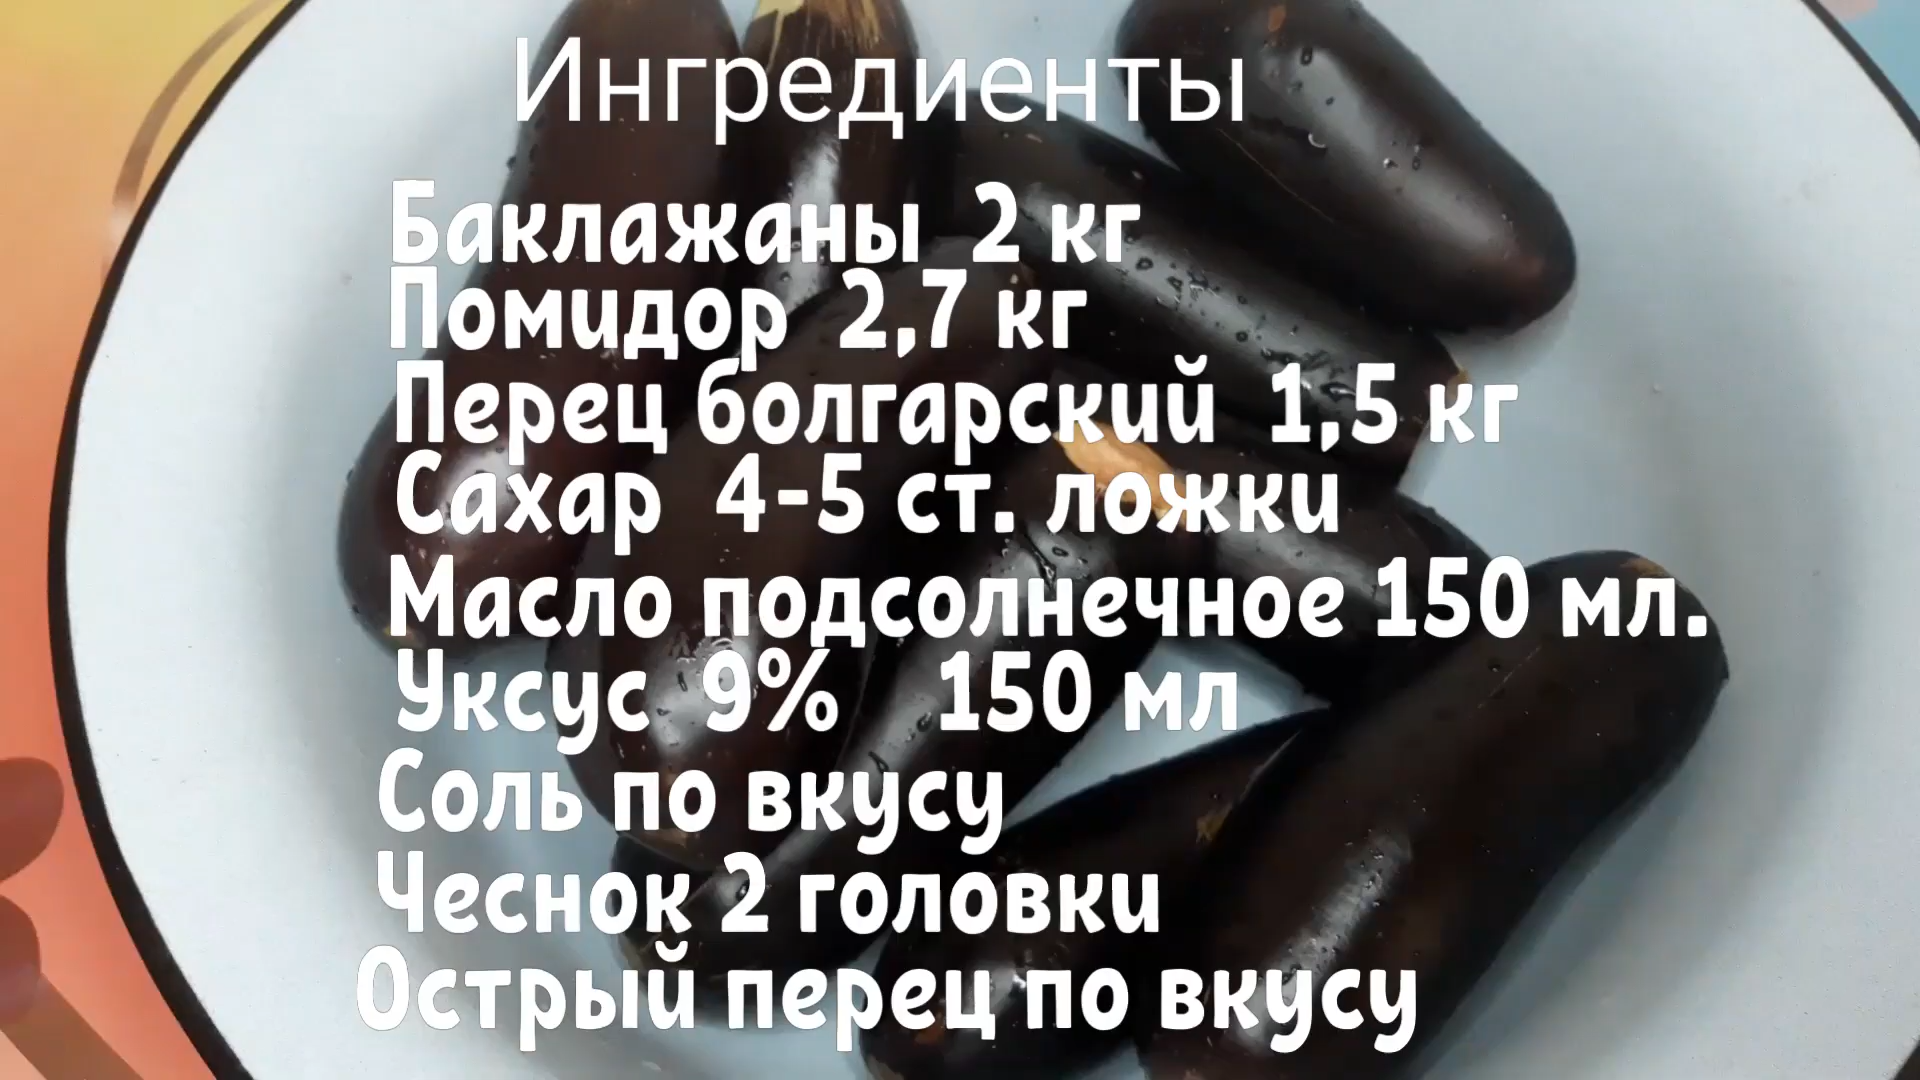 Ингредиенты
Баклажаны 2 кг
Помидор 2,7 кг
Перец болгарский 1,5 кг
Сахар 4-5 ст. ложки
Масло подсолнечное 150 мл.
Уксус 9% 150 мл
Соль по вкусу
Чеснок 2 головки
Острый перец по вкусу